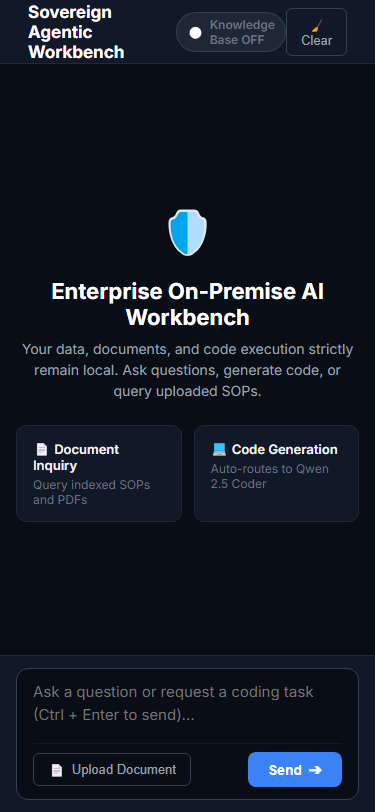 Sovereign
Agentic
Workbench
Knowledge
Base OFF
Clear
Enterprise On-Premise AI
Workbench
Your data, documents, and code execution strictly
remain local. Ask questions, generate code, or
query uploaded SOPs.
Document
Inquiry
Query indexed SOPs
and PDFs
Code Generation
Auto-routes to Qwen
2.5 Coder
Ask a question or request a coding task
(Ctrl + Enter to send)...
Upload Document
Send ➔